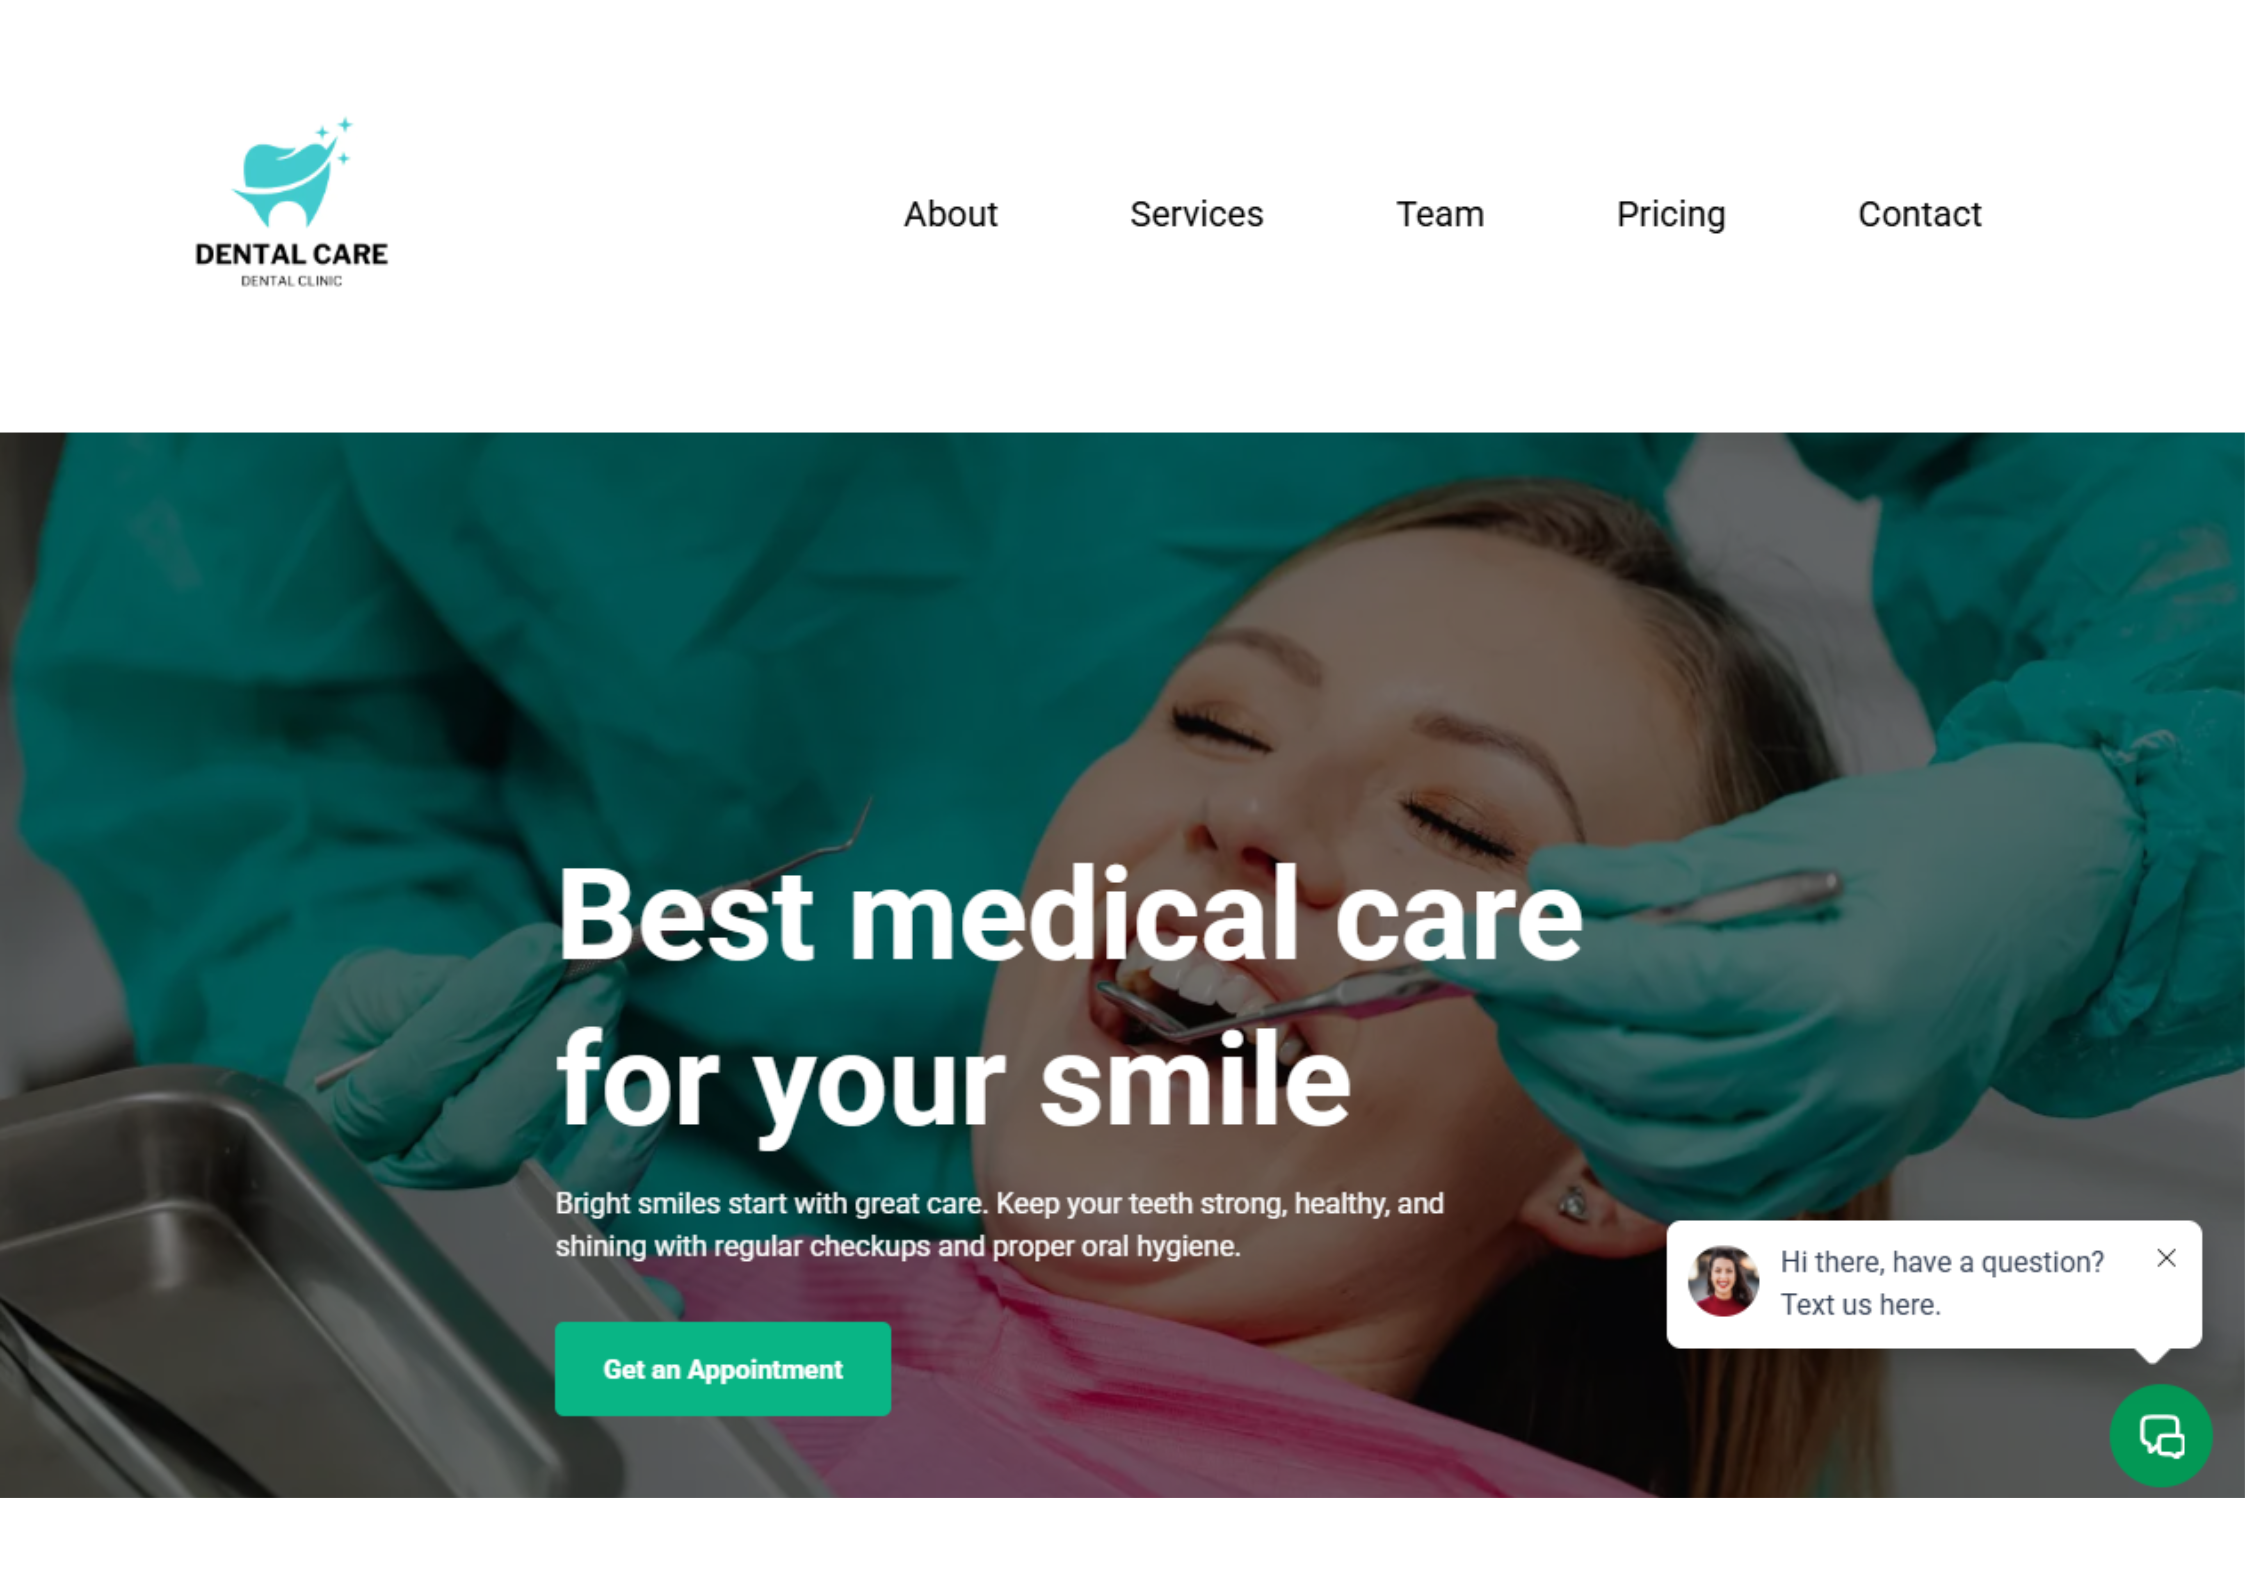 DENTAL CARE
DENTAL CLINIC
About
Services
Team
Pricing
Contact
Best medical care
for your smile
Bright smiles start with great care. Keep your teeth strong, healthy, and
shining with regular checkups and proper oral hygiene.
Get an Appointment
Hi there, have a question?
Text us here.